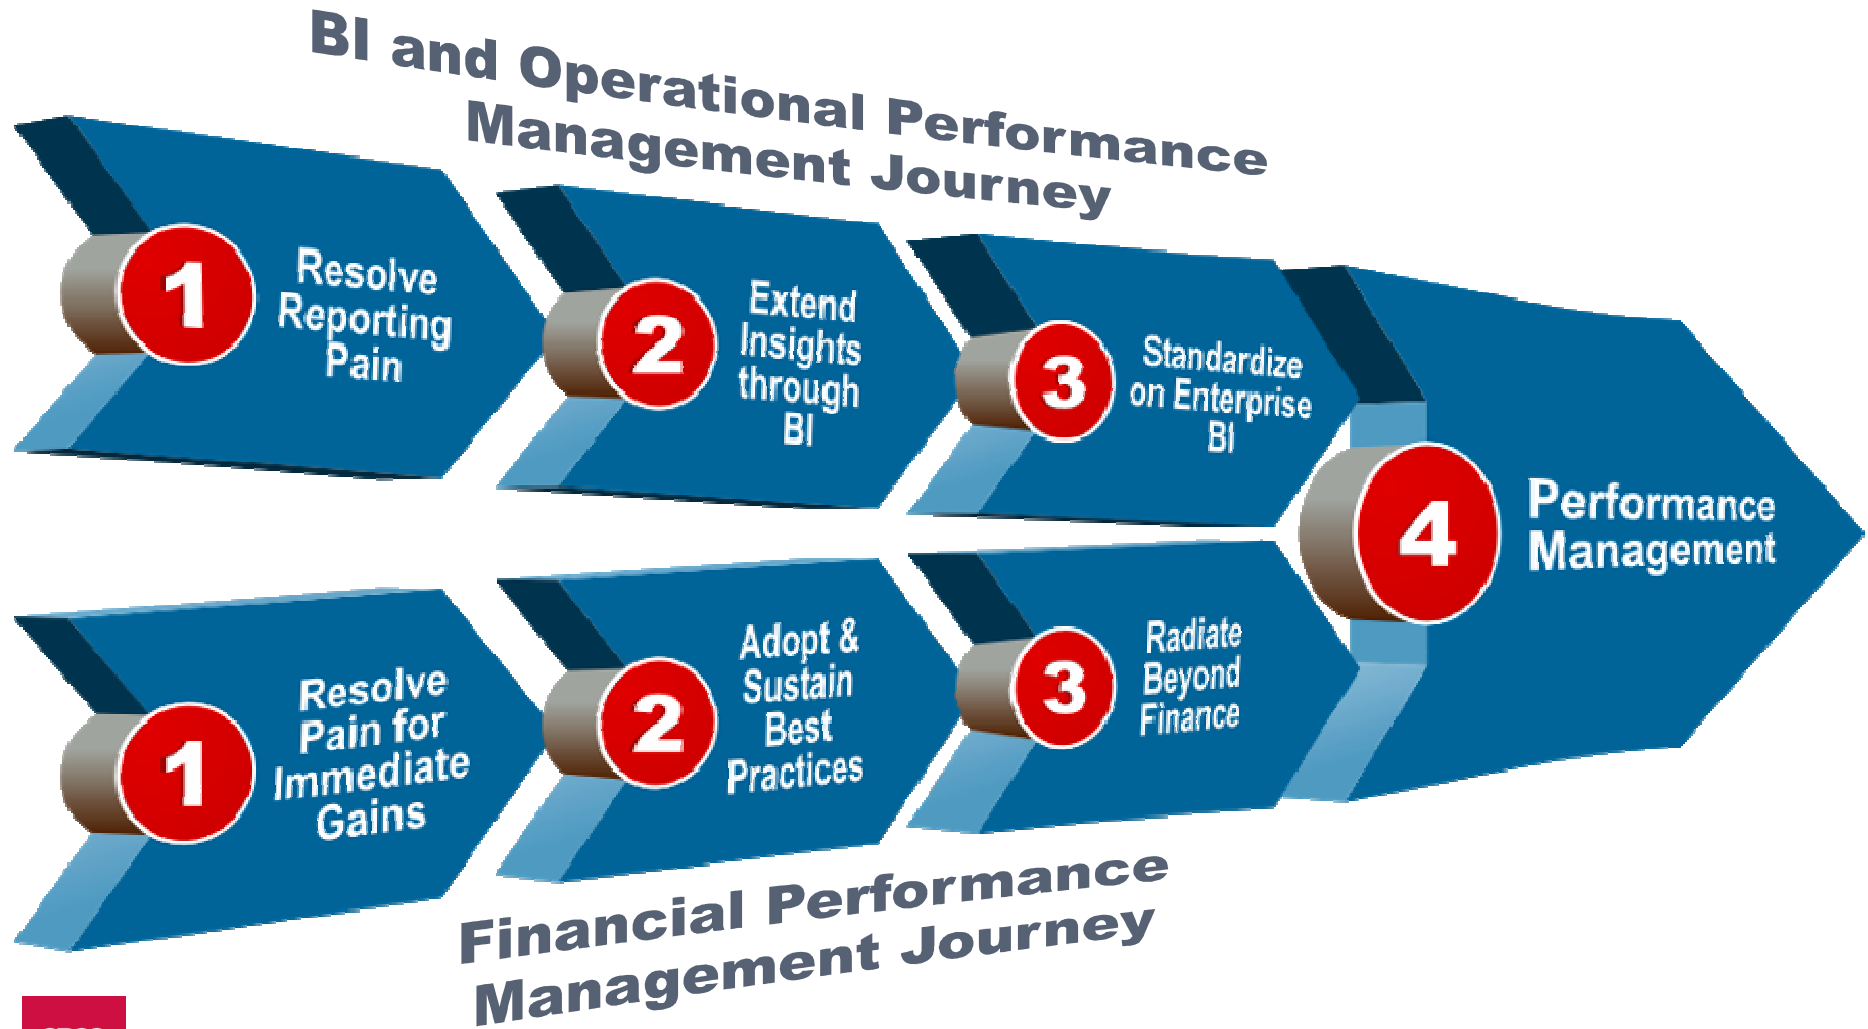 BI and Operational Performance
Management Journey
1
Resolve
Reporting
Pain
2
Extend
Insights
through
BI
3
Standardize
on Enterprise
BI
4
Performance
Management
1
Resolve
Pain for
Immediate
Gains
2
Adopt &
Sustain
Best
Practices
3
Radiate
Beyond
Finance
Financial Performance
Management Journey